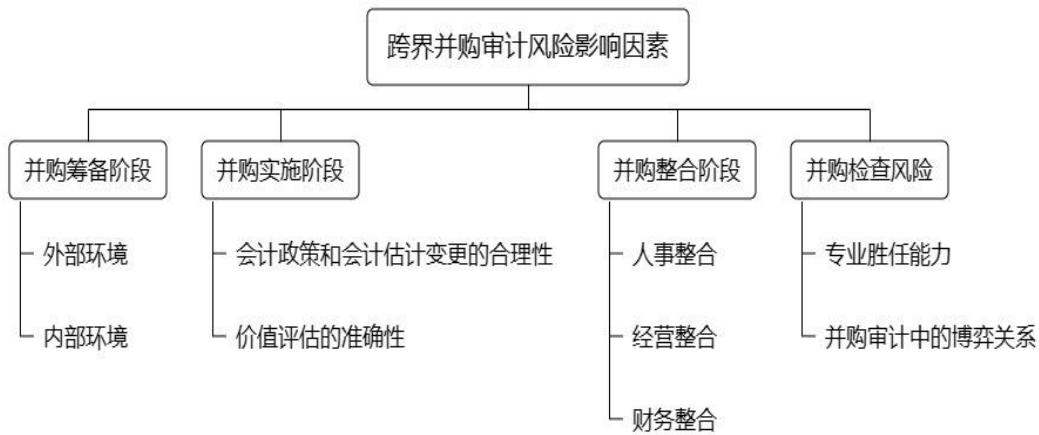 跨界并购审计风险影响因素
并购筹备阶段
并购实施阶段
并购整合阶段
并购检查风险
外部环境
会计政策和会计估计变更的合理性
人事整合
专业胜任能力
内部环境
价值评估的准确性
经营整合
并购审计中的博弈关系
财务整合